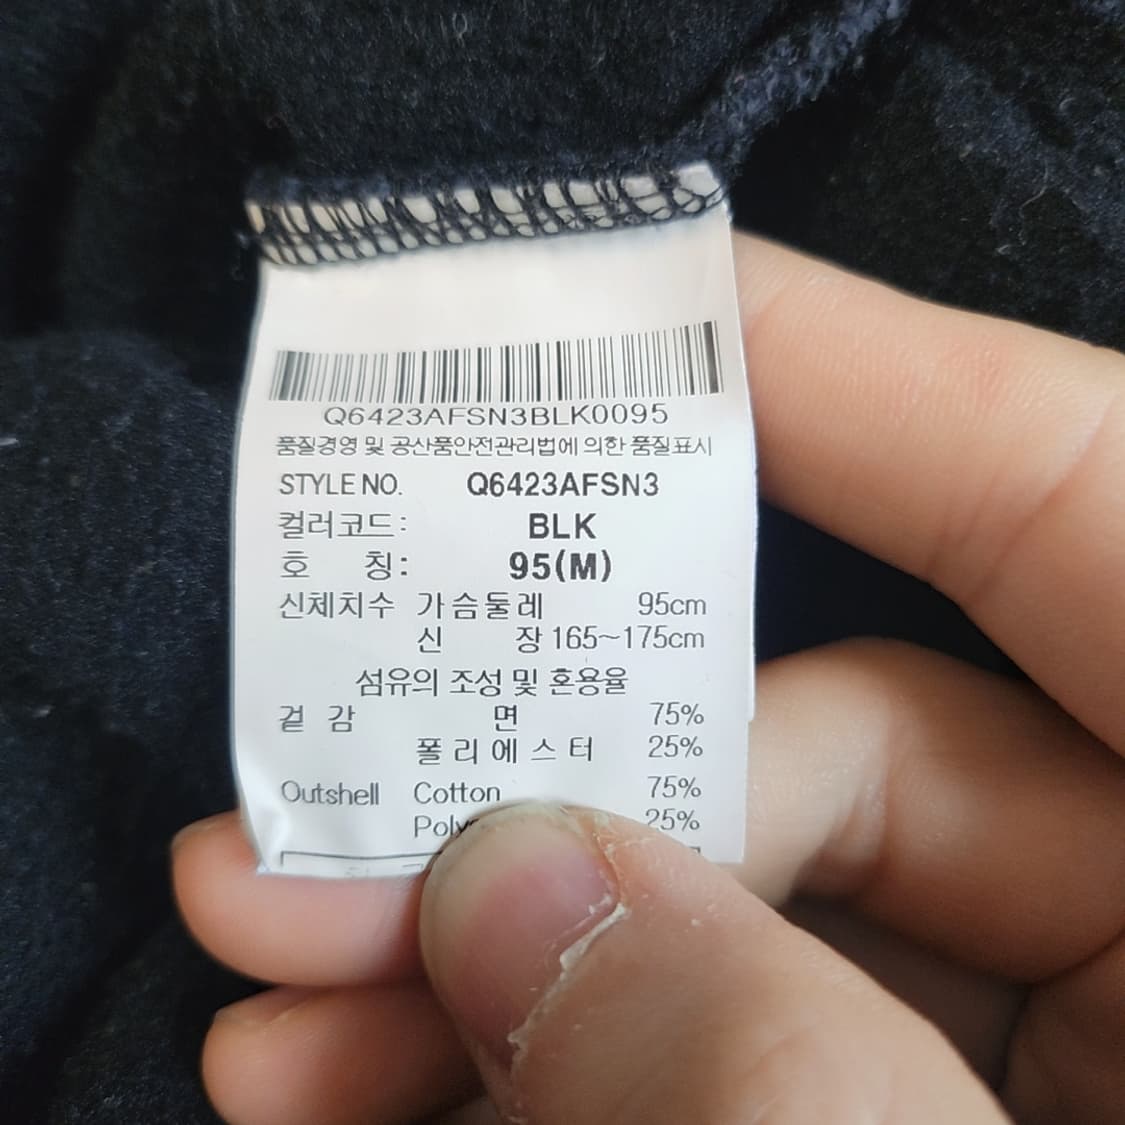 Q6423AFSN3BLK0095
품질경영 및 공산품안전관리법에 의한 품질표시
STYLE NO. Q6423AFSN3
컬러코드: BLK
호 칭: 95(M)
신체치수 가슴둘레 95cm
신 장 165~175cm
섬유의 조성 및 혼용율
겉 감 면 75%
폴리에스터 25%
Outshell Cotton 75%
25%